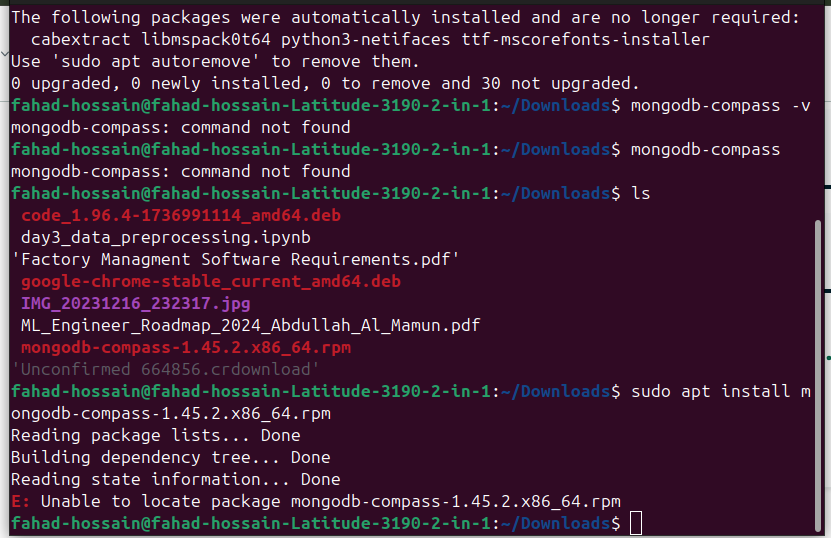 The following packages were automatically installed and are no longer required:
  cabextract libmspack0t64 python3-netifaces ttf-mscorefonts-installer
Use 'sudo apt autoremove' to remove them.
0 upgraded, 0 newly installed, 0 to remove and 30 not upgraded.
fahad-hossain@fahad-hossain-Latitude-3190-2-in-1:~/Downloads$ mongodb-compass -v
mongodb-compass: command not found
fahad-hossain@fahad-hossain-Latitude-3190-2-in-1:~/Downloads$ mongodb-compass
mongodb-compass: command not found
fahad-hossain@fahad-hossain-Latitude-3190-2-in-1:~/Downloads$ ls
 code_1.96.4-1736991114_amd64.deb
 day3_data_preprocessing.ipynb
'Factory Managment Software Requirements.pdf'
 google-chrome-stable_current_amd64.deb
 IMG_20231216_232317.jpg
 ML_Engineer_Roadmap_2024_Abdullah_Al_Mamun.pdf
 mongodb-compass-1.45.2.x86_64.rpm
'Unconfirmed 664856.crdownload'
fahad-hossain@fahad-hossain-Latitude-3190-2-in-1:~/Downloads$ sudo apt install m
ongodb-compass-1.45.2.x86_64.rpm
Reading package lists... Done
Building dependency tree... Done
Reading state information... Done
E: Unable to locate package mongodb-compass-1.45.2.x86_64.rpm
fahad-hossain@fahad-hossain-Latitude-3190-2-in-1:~/Downloads$